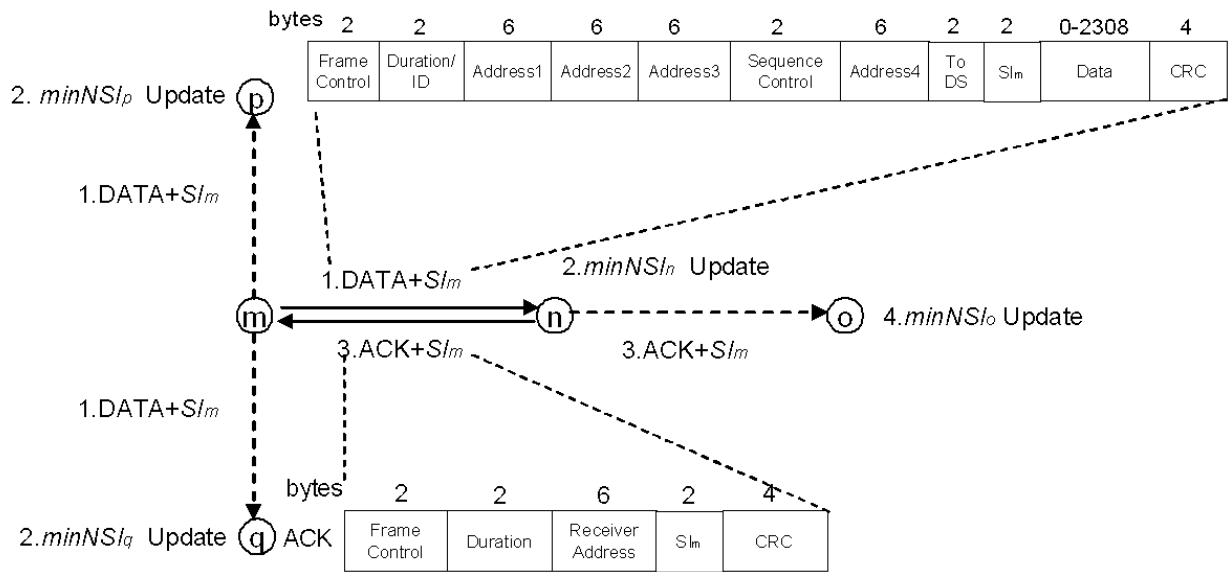 bytes 2 2 6 6 6 2 6 2 2 0-2308 4
Frame Control Duration/ ID Address1 Address2 Address3 Sequence Control Address4 To DS SIm Data CRC
2. minNSIp Update p
1.DATA+SIm
1.DATA+SIm
2.minNSIn Update
m n o 4.minNSIo Update
3.ACK+SIm 3.ACK+SIm
1.DATA+SIm
bytes 2 2 6 2 4
2.minNSIq Update q ACK Frame Control Duration Receiver Address SIm CRC